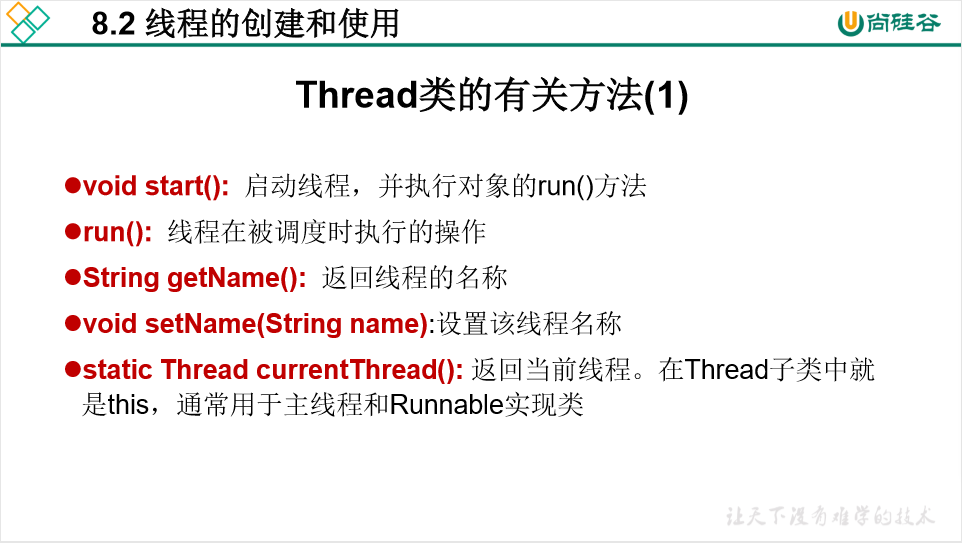 8.2 线程的创建和使用
尚硅谷
Thread类的有关方法(1)
●void start(): 启动线程，并执行对象的run()方法
●run(): 线程在被调度时执行的操作
●String getName(): 返回线程的名称
●void setName(String name):设置该线程名称
●static Thread currentThread(): 返回当前线程。在Thread子类中就
是this，通常用于主线程和Runnable实现类
让天下没有难学的技术